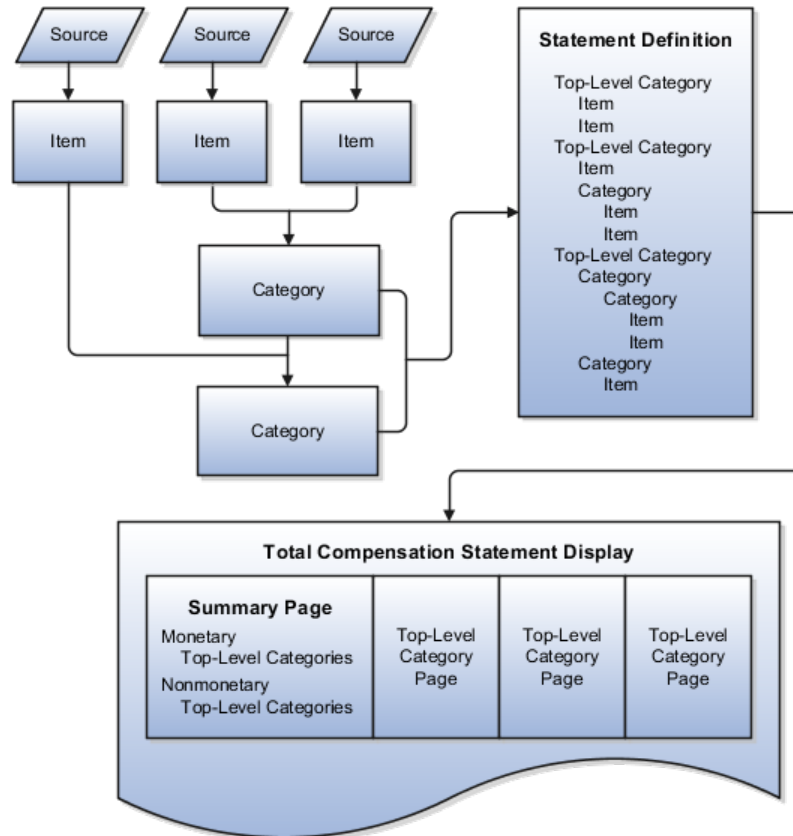 Source
Source
Source
Item
Item
Item
Category
Category
Statement Definition
Top-Level Category
Item
Item
Top-Level Category
Item
Category
Item
Item
Top-Level Category
Category
Category
Item
Item
Category
Item
Total Compensation Statement Display
Summary Page
Monetary
Top-Level Categories
Nonmonetary
Top-Level Categories
Top-Level
Category
Page
Top-Level
Category
Page
Top-Level
Category
Page